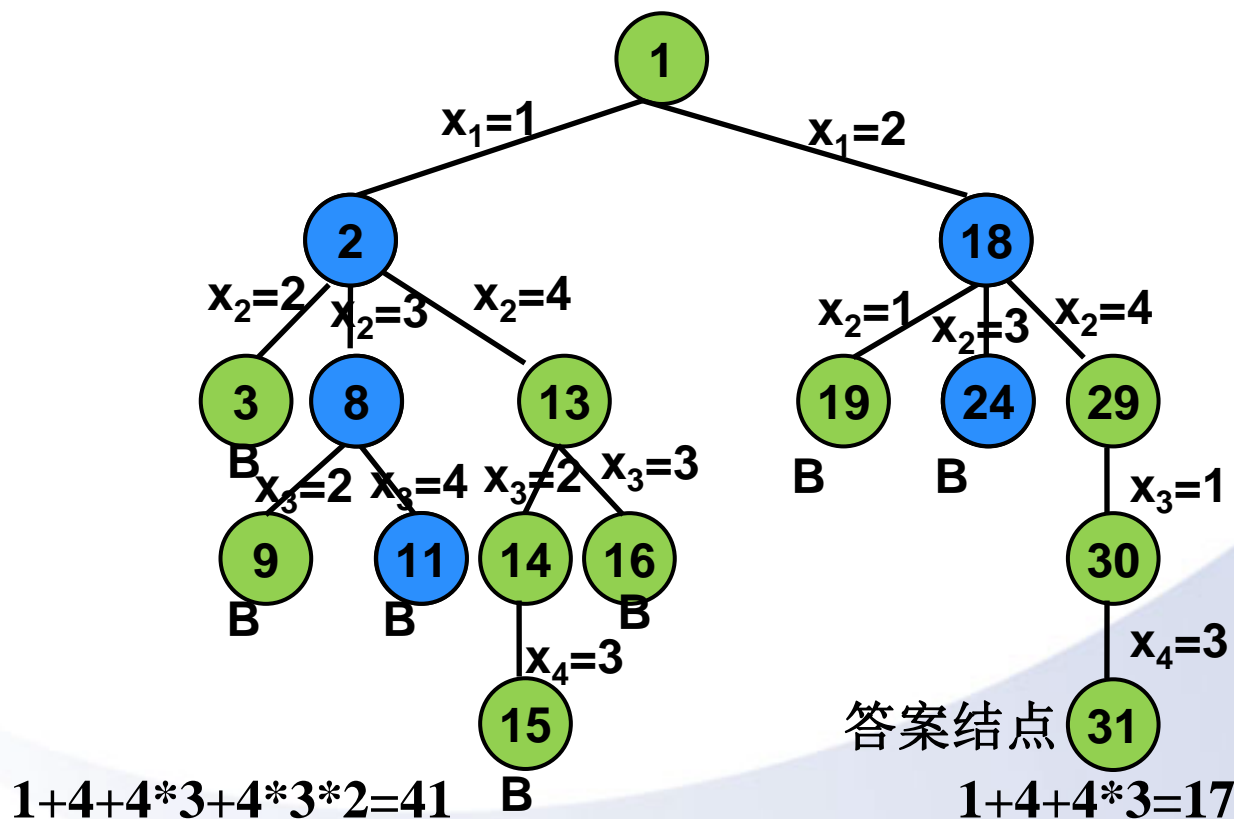 1
x₁=1 x₁=2
2 18
x₂=2 x₂=3 x₂=4 x₂=1 x₂=3 x₂=4
3 8 13 19 24 29
B B B
x₃=2 x₃=4 x₃=2 x₃=3 x₃=1
9 11 14 16 30
B B B
x₄=3 x₄=3
15 答案结点 31
B
1+4+4*3+4*3*2=41 1+4+4*3=17